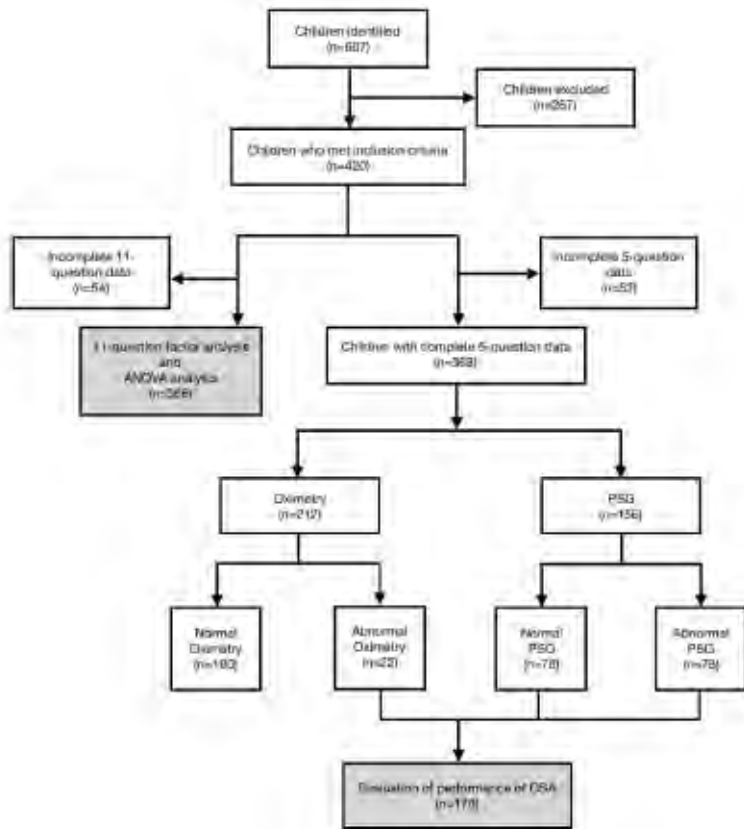 Children identified
(n=687)
Children excluded
(n=267)
Children who met inclusion criteria
(n=420)
Incomplete 11-
question data
(n=54)
Incomplete 5-question
data
(n=52)
11-question factor analysis
and
ANOVA analytics
(n=366)
Children with complete 5-question data
(n=368)
Oximetry
(n=212)
PSG
(n=156)
Normal
Oximetry
(n=190)
Abnormal
Oximetry
(n=22)
Normal
PSG
(n=78)
Abnormal
PSG
(n=78)
Evaluation of performance of OSA
(n=178)